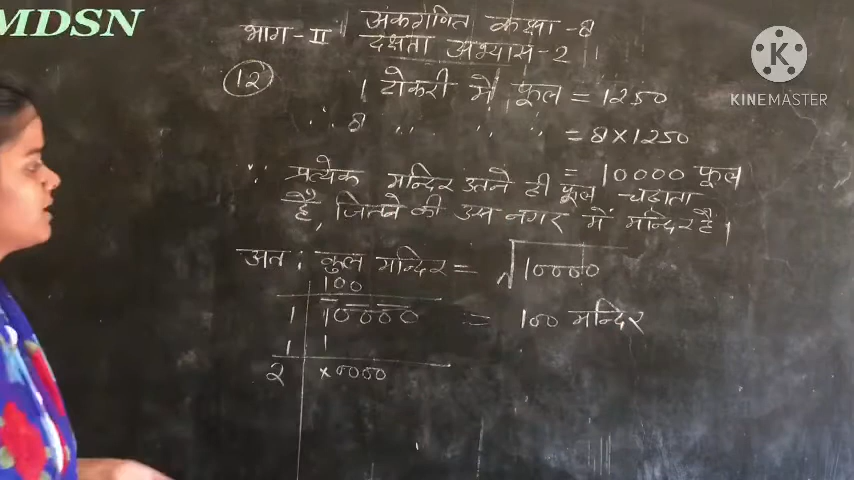 MDSN
भाग-II
अंकगणित कक्षा-8
दक्षता अभ्यास-2
KINEMASTER
12
1 टोकरी में फूल = 1250
∴ 8 ,, ,, ,, = 8×1250
= 10000 फूल
∵ प्रत्येक मन्दिर उतने ही फूल चढ़ाता
है, जितने की उस नगर में मन्दिर है।
अतः कुल मन्दिर = √10000
100
1 10000 = 100 मन्दिर
1 1
2 ×0000